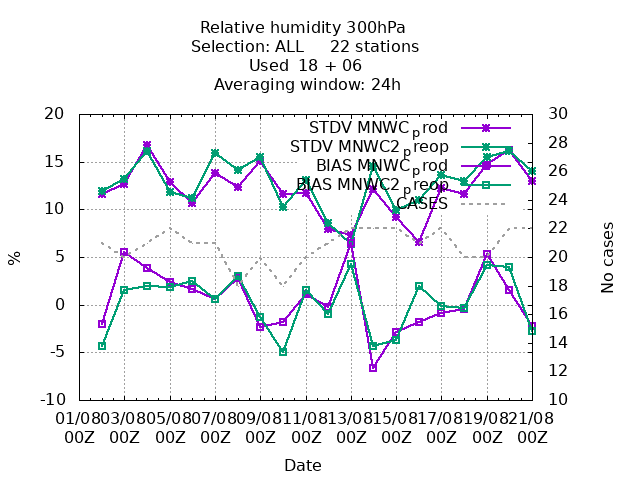 Relative humidity 300hPa
Selection: ALL     22 stations
Used  18 + 06
Averaging window: 24h
STDV MNWC_prod
STDV MNWC2_preop
BIAS MNWC_prod
BIAS MNWC2_preop
CASES
%
20
15
10
5
0
-5
-10
No cases
30
28
26
24
22
20
18
16
14
12
10
01/08 03/08 05/08 07/08 09/08 11/08 13/08 15/08 17/08 19/08 21/08
00Z 00Z 00Z 00Z 00Z 00Z 00Z 00Z 00Z 00Z 00Z
Date